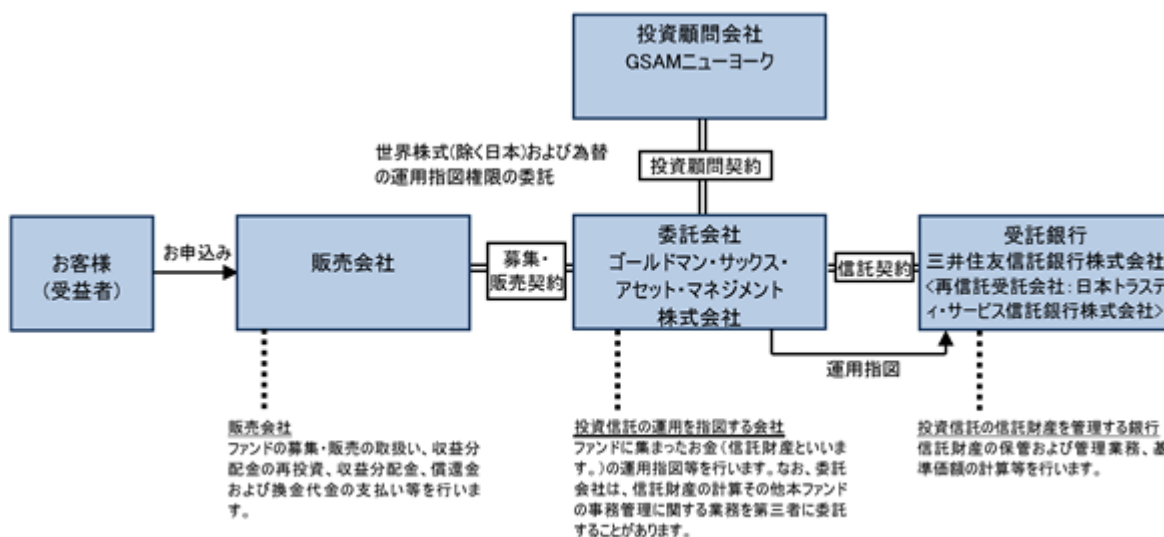 投資顧問会社
GSAMニューヨーク
世界株式(除く日本)および為替
の運用指図権限の委託
投資顧問契約
お客様
(受益者)
お申込み
販売会社
募集・
販売契約
委託会社
ゴールドマン・サックス・
アセット・マネジメント
株式会社
信託契約
受託銀行
三井住友信託銀行株式会社
<再信託受託会社:日本トラステ
ィ・サービス信託銀行株式会社>
運用指図
販売会社
ファンドの募集・販売の取扱い、収益分
配金の再投資、収益分配金、償還金
および換金代金の支払い等を行いま
す。
投資信託の運用を指図する会社
ファンドに集まったお金(信託財産といいま
す。)の運用指図等を行います。なお、委託
会社は、信託財産の計算その他本ファンド
の事務管理に関する業務を第三者に委託
することがあります。
投資信託の信託財産を管理する銀行
信託財産の保管および管理業務、基
準価額の計算等を行います。